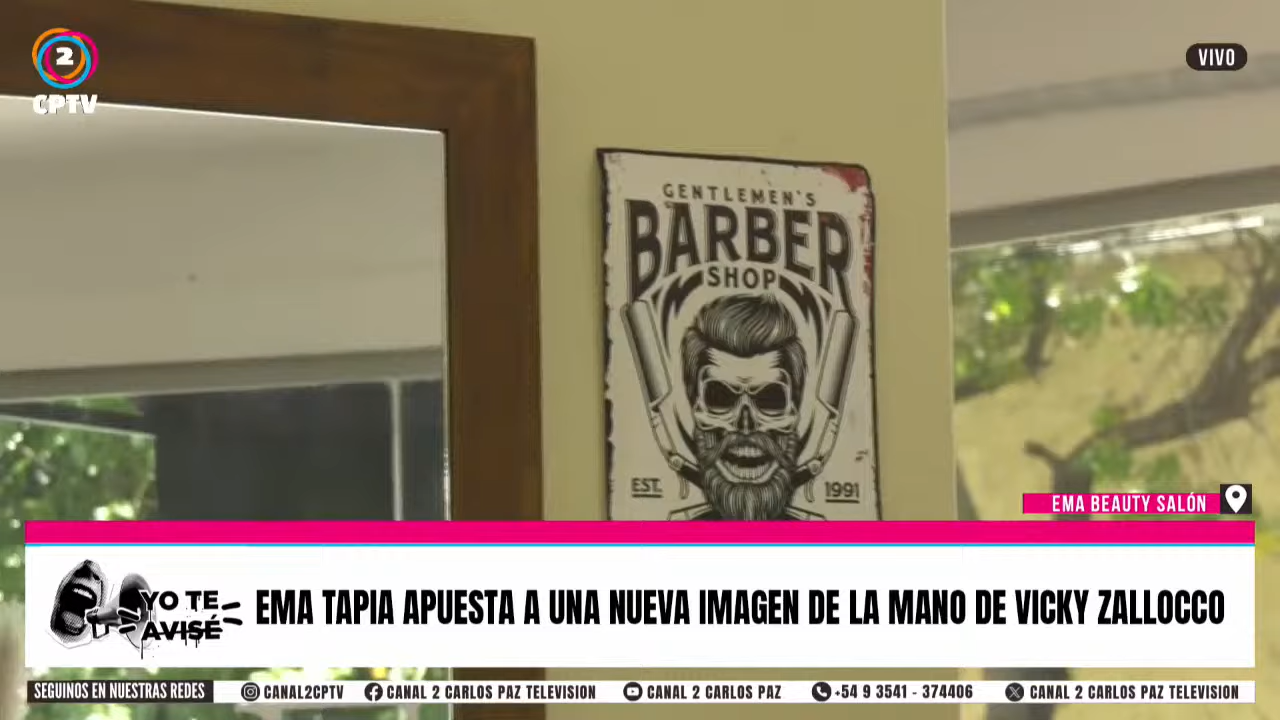 2
CPTV
VIVO
GENTLEMEN'S
BARBER
SHOP
EST. 1991
EMA BEAUTY SALÓN
YO TE
AVISÉ
EMA TAPIA APUESTA A UNA NUEVA IMAGEN DE LA MANO DE VICKY ZALLOCCO
SEGUINOS EN NUESTRAS REDES CANAL2CPTV CANAL 2 CARLOS PAZ TELEVISION CANAL 2 CARLOS PAZ +54 9 3541 - 374406 CANAL 2 CARLOS PAZ TELEVISION